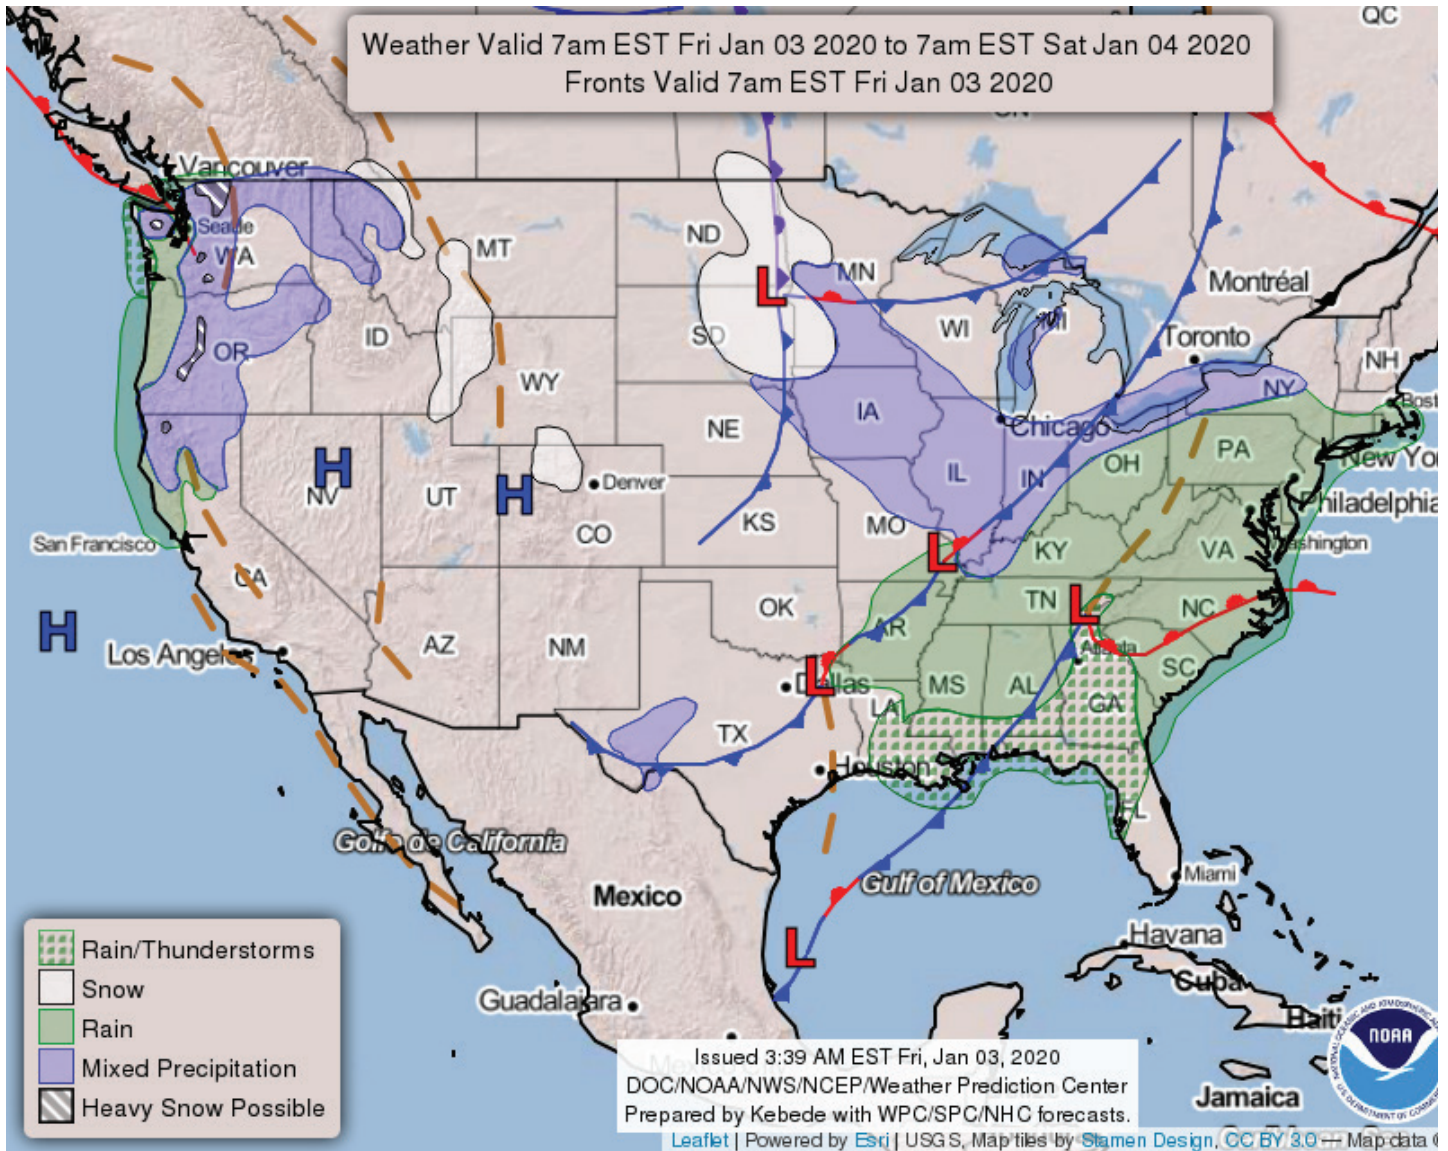 QC
Weather Valid 7am EST Fri Jan 03 2020 to 7am EST Sat Jan 04 2020
Fronts Valid 7am EST Fri Jan 03 2020
Vancouver
WA
MT
ND
MN
Montréal
OR
ID
SD
WI
MI
Toronto
NH
WY
IA
NY
NE
Chicago
H
NV
UT
H
Denver
CO
KS
MO
IL
IN
OH
PA
New Yo
Philadelphia
San Francisco
CA
L
KY
VA
Washington
H
Los Angeles
AZ
NM
OK
AR
TN
L
NC
Atlanta
SC
L
Dallas
TX
LA
MS
AL
GA
Houston
FL
L
Golfo de California
Mexico
Gulf of Mexico
Miami
L
Havana
Cuba
Haiti
Guadalajara
Rain/Thunderstorms
Snow
Rain
Mixed Precipitation
Heavy Snow Possible
NOAA
Issued 3:39 AM EST Fri, Jan 03, 2020
DOC/NOAA/NWS/NCEP/Weather Prediction Center
Prepared by Kebede with WPC/SPC/NHC forecasts.
Jamaica
Leaflet | Powered by Esri | USGS, Map tiles by Stamen Design, CC BY 3.0 — Map data ©